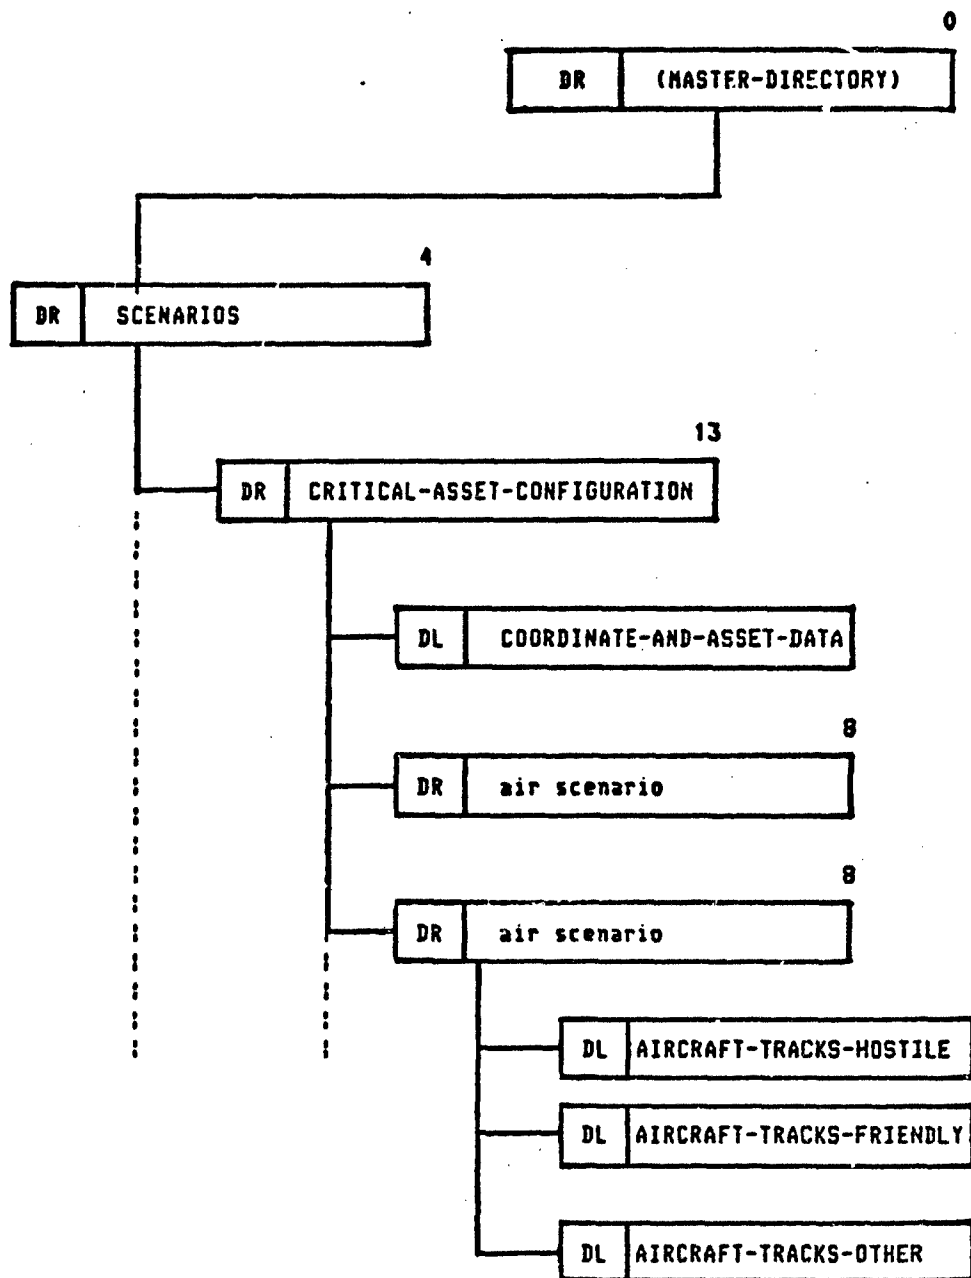 0
DR (MASTER-DIRECTORY)
4
DR SCENARIOS
13
DR CRITICAL-ASSET-CONFIGURATION
DL COORDINATE-AND-ASSET-DATA
8
DR air scenario
8
DR air scenario
DL AIRCRAFT-TRACKS-HOSTILE
DL AIRCRAFT-TRACKS-FRIENDLY
DL AIRCRAFT-TRACKS-OTHER